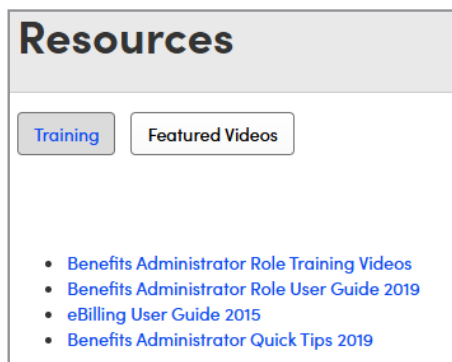 Resources
Training
Featured Videos
Benefits Administrator Role Training Videos
Benefits Administrator Role User Guide 2019
eBilling User Guide 2015
Benefits Administrator Quick Tips 2019